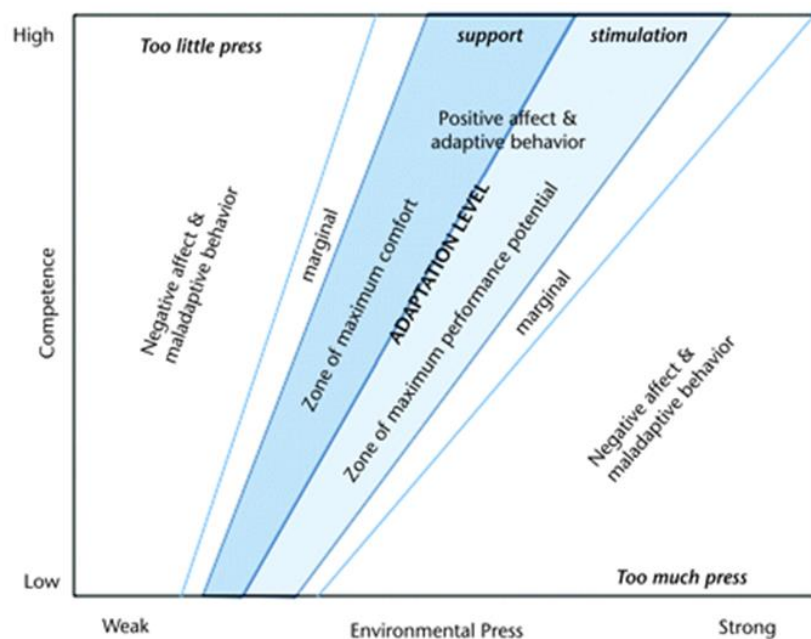 High
Too little press
support
stimulation
Positive affect &
adaptive behavior
Negative affect &
maladaptive behavior
marginal
Zone of maximum comfort
ADAPTATION LEVEL
Zone of maximum performance potential
marginal
Negative affect &
maladaptive behavior
Competence
Low
Too much press
Weak
Environmental Press
Strong